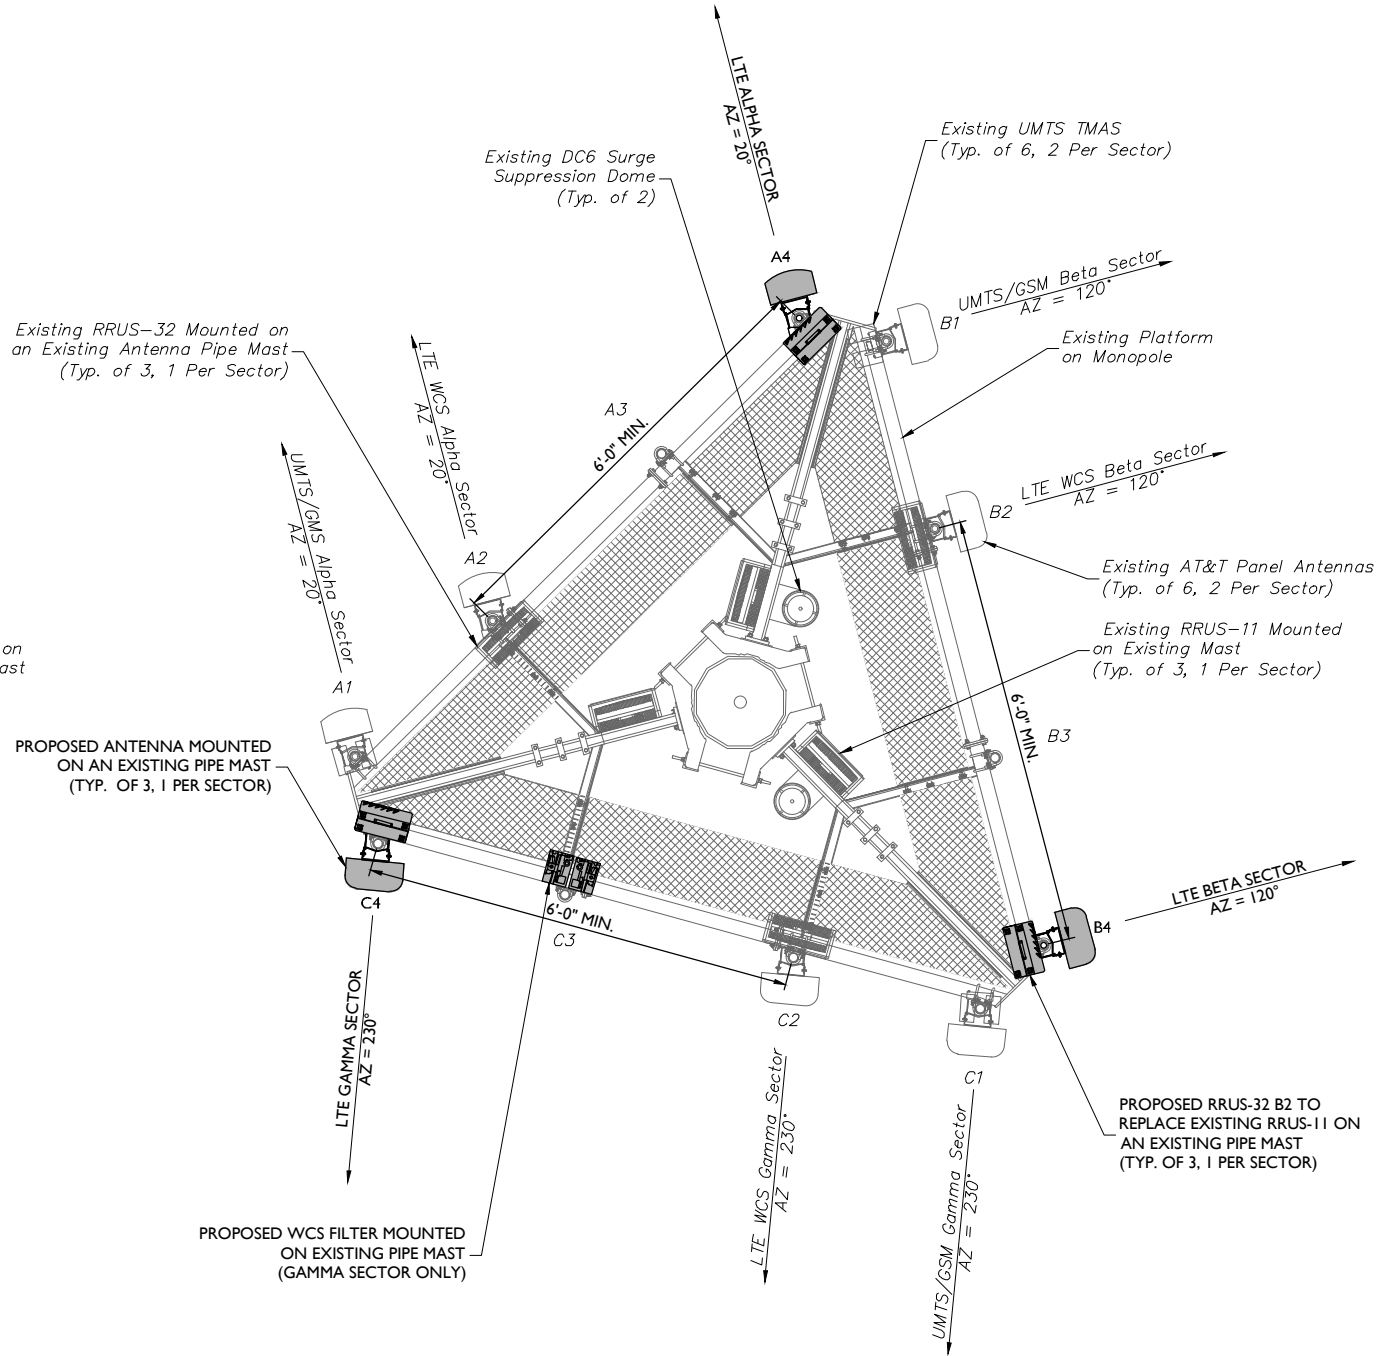 LTE ALPHA SECTOR
AZ = 20°
Existing UMTS TMAS
(Typ. of 6, 2 Per Sector)
Existing DC6 Surge
Suppression Dome
(Typ. of 2)
A4
UMTS/GSM Beta Sector
AZ = 120°
B1
Existing Platform
on Monopole
Existing RRUS-32 Mounted on
an Existing Antenna Pipe Mast
(Typ. of 3, 1 Per Sector)
LTE WCS Alpha Sector
AZ = 20°
A3
6'-0" MIN.
UMTS/GMS Alpha Sector
AZ = 20°
LTE WCS Beta Sector
AZ = 120°
B2
A2
Existing AT&T Panel Antennas
(Typ. of 6, 2 Per Sector)
Existing RRUS-11 Mounted
on Existing Mast
(Typ. of 3, 1 Per Sector)
on
ast
A1
6'-0" MIN.
B3
PROPOSED ANTENNA MOUNTED
ON AN EXISTING PIPE MAST
(TYP. OF 3, 1 PER SECTOR)
LTE BETA SECTOR
AZ = 120°
C4
6'-0" MIN.
C3
B4
LTE GAMMA SECTOR
AZ = 230°
C2
LTE WCS Gamma Sector
AZ = 230°
C1
UMTS/GSM Gamma Sector
AZ = 230°
PROPOSED RRUS-32 B2 TO
REPLACE EXISTING RRUS-11 ON
AN EXISTING PIPE MAST
(TYP. OF 3, 1 PER SECTOR)
PROPOSED WCS FILTER MOUNTED
ON EXISTING PIPE MAST
(GAMMA SECTOR ONLY)